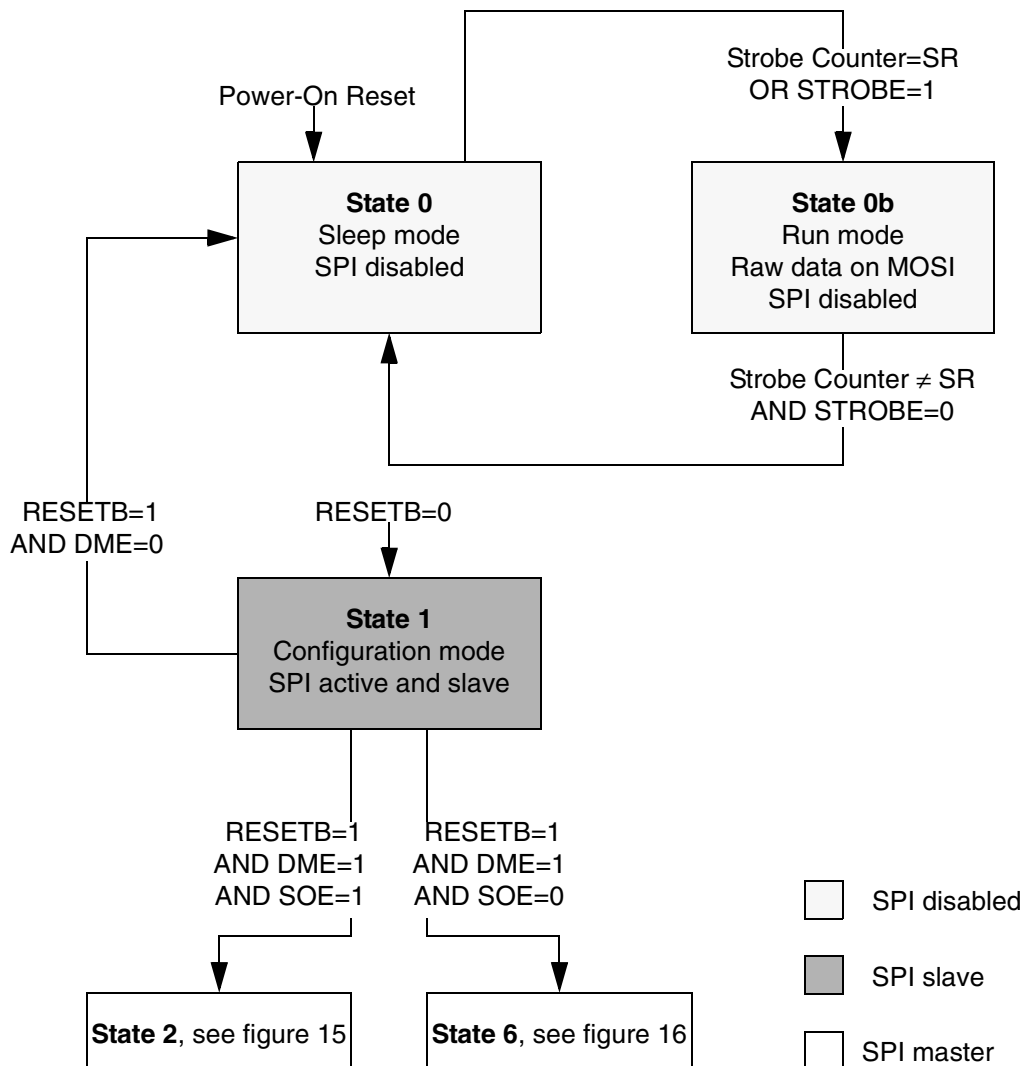 Strobe Counter=SR
OR STROBE=1
Power-On Reset
State 0
Sleep mode
SPI disabled
State 0b
Run mode
Raw data on MOSI
SPI disabled
Strobe Counter ≠ SR
AND STROBE=0
RESETB=1
AND DME=0
RESETB=0
State 1
Configuration mode
SPI active and slave
RESETB=1
AND DME=1
AND SOE=1
RESETB=1
AND DME=1
AND SOE=0
State 2, see figure 15
State 6, see figure 16
SPI disabled
SPI slave
SPI master